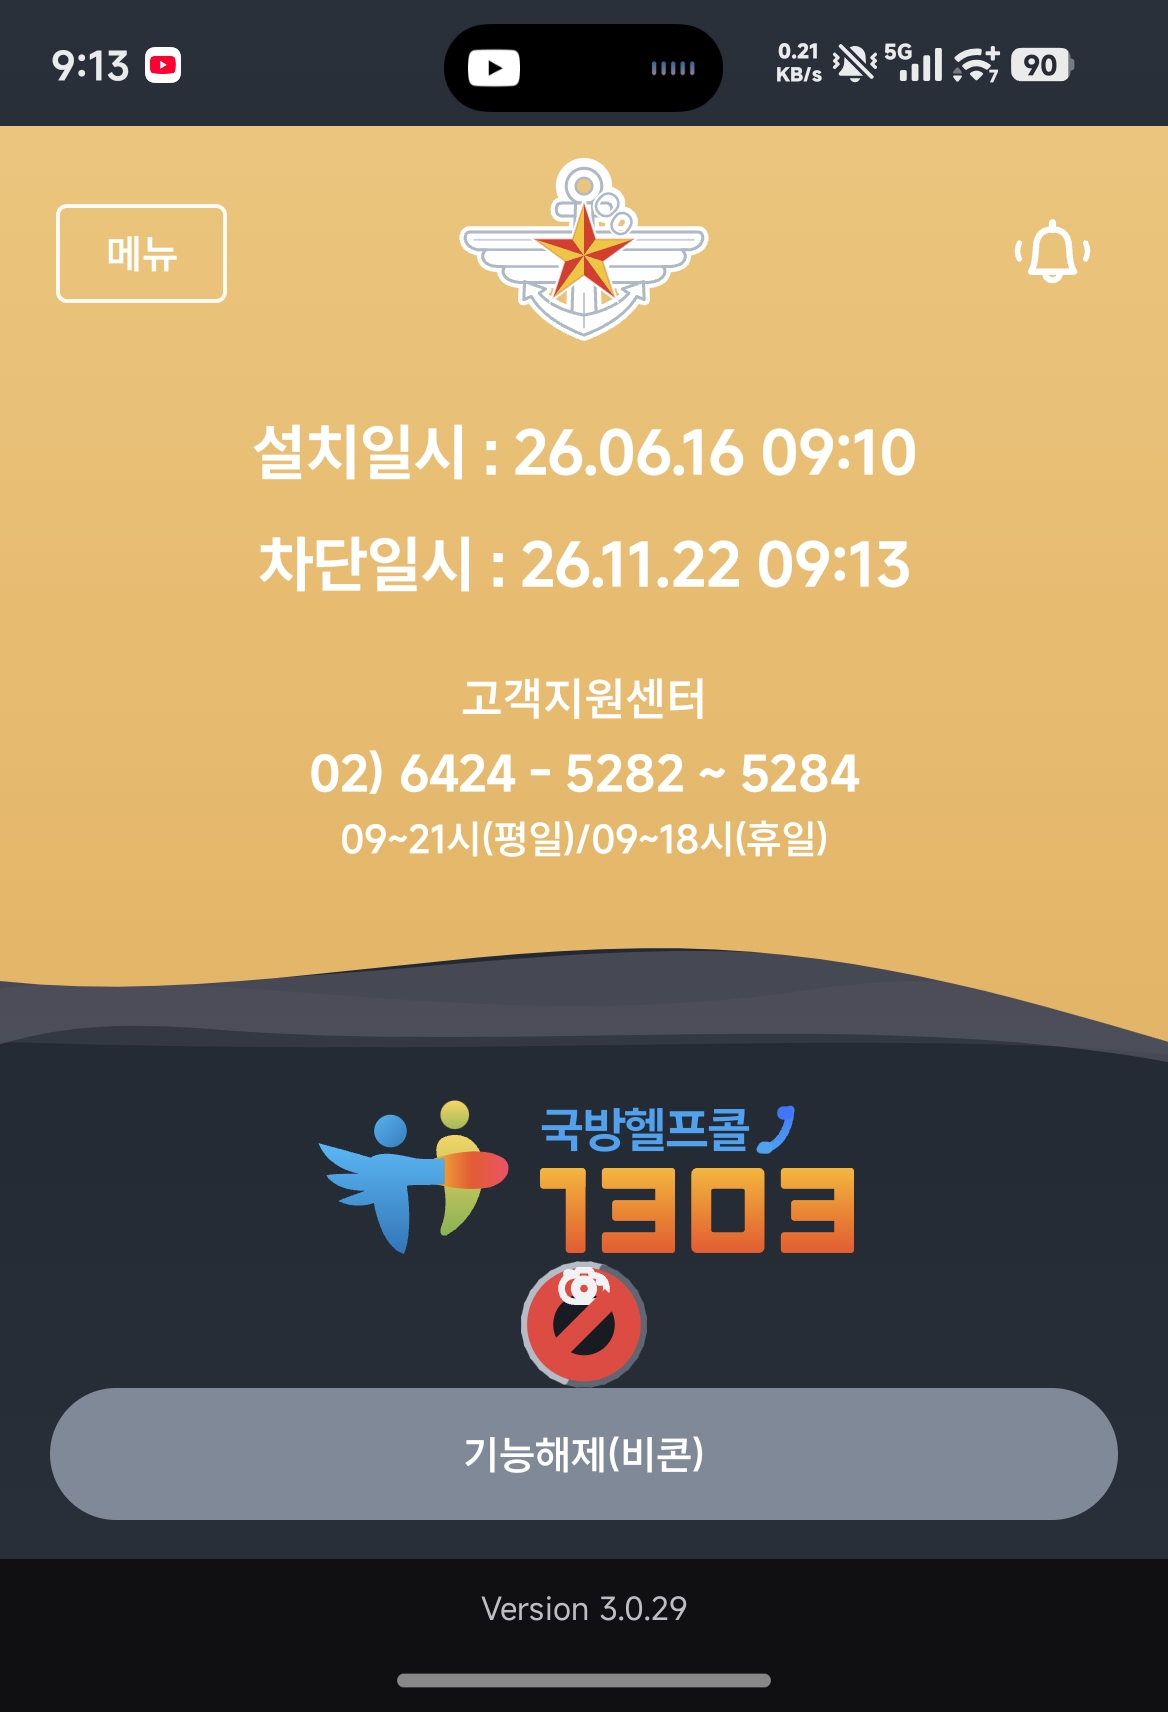 9:13
0.21
KB/s
5G
7
90
메뉴
설치일시 : 26.06.16 09:10
차단일시 : 26.11.22 09:13
고객지원센터
02) 6424 - 5282 ~ 5284
09~21시(평일)/09~18시(휴일)
국방헬프콜
1303
기능해제(비콘)
Version 3.0.29